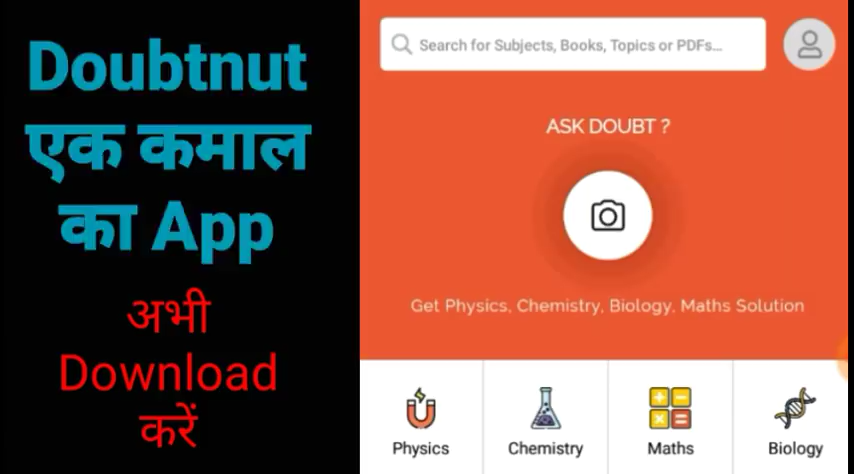 Doubtnut
एक कमाल
का App
अभी
Download
करें
Search for Subjects, Books, Topics or PDFs...
ASK DOUBT ?
Get Physics, Chemistry, Biology, Maths Solution
Physics
Chemistry
Maths
Biology